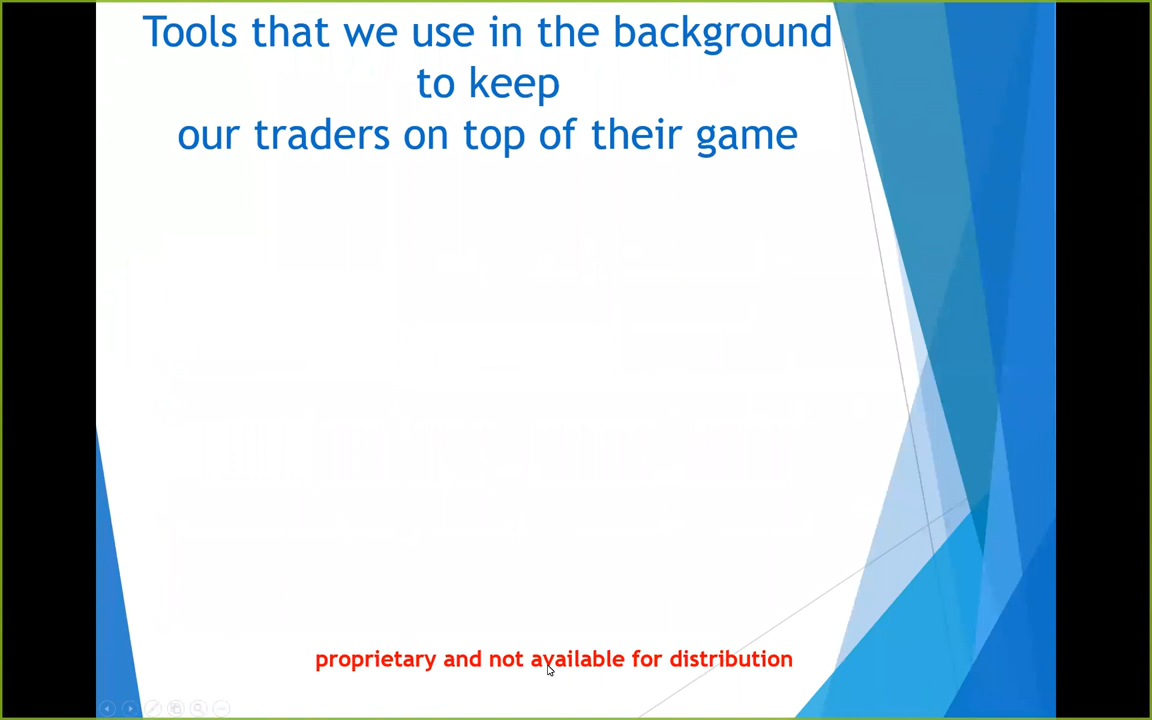 Tools that we use in the background
to keep
our traders on top of their game
proprietary and not available for distribution